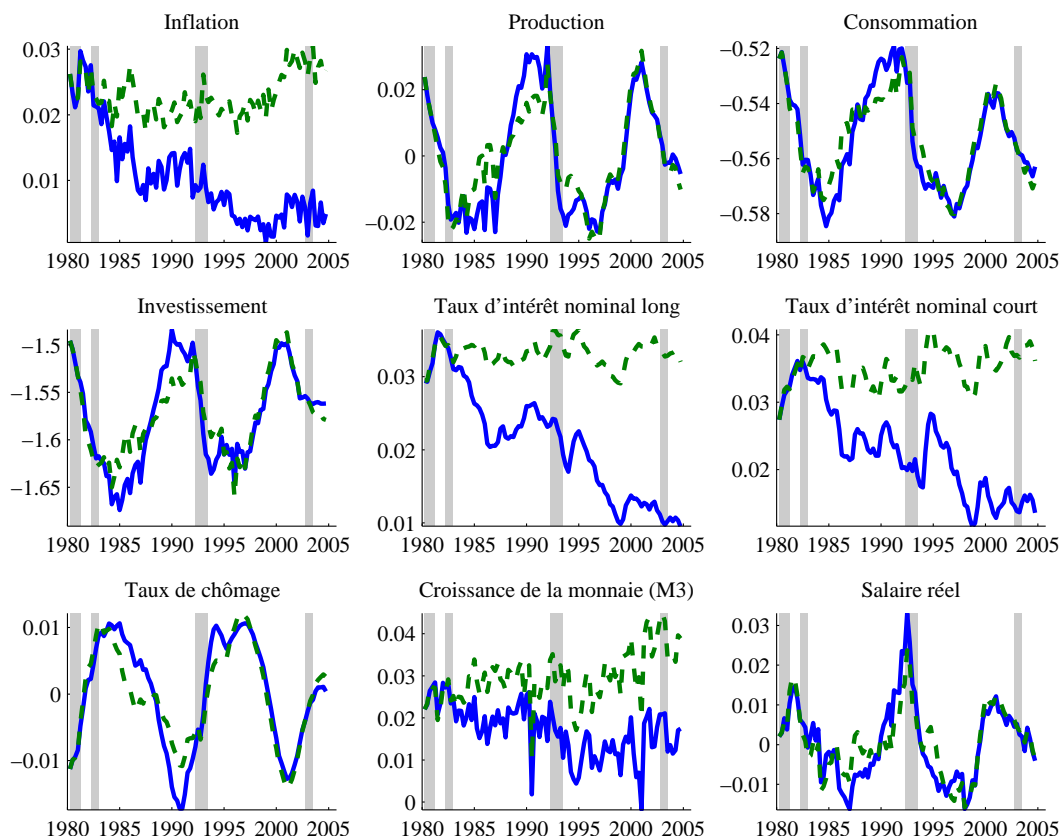 Inflation
0.03
0.02
0.01
1980 1985 1990 1995 2000 2005
Production
0.02
0
−0.02
1980 1985 1990 1995 2000 2005
Consommation
−0.52
−0.54
−0.56
−0.58
1980 1985 1990 1995 2000 2005
Investissement
−1.5
−1.55
−1.6
−1.65
1980 1985 1990 1995 2000 2005
Taux d’intérêt nominal long
0.03
0.02
0.01
1980 1985 1990 1995 2000 2005
Taux d’intérêt nominal court
0.04
0.03
0.02
1980 1985 1990 1995 2000 2005
Taux de chômage
0.01
0
−0.01
1980 1985 1990 1995 2000 2005
Croissance de la monnaie (M3)
0.04
0.03
0.02
0.01
0
1980 1985 1990 1995 2000 2005
Salaire réel
0.03
0.02
0.01
0
−0.01
1980 1985 1990 1995 2000 2005